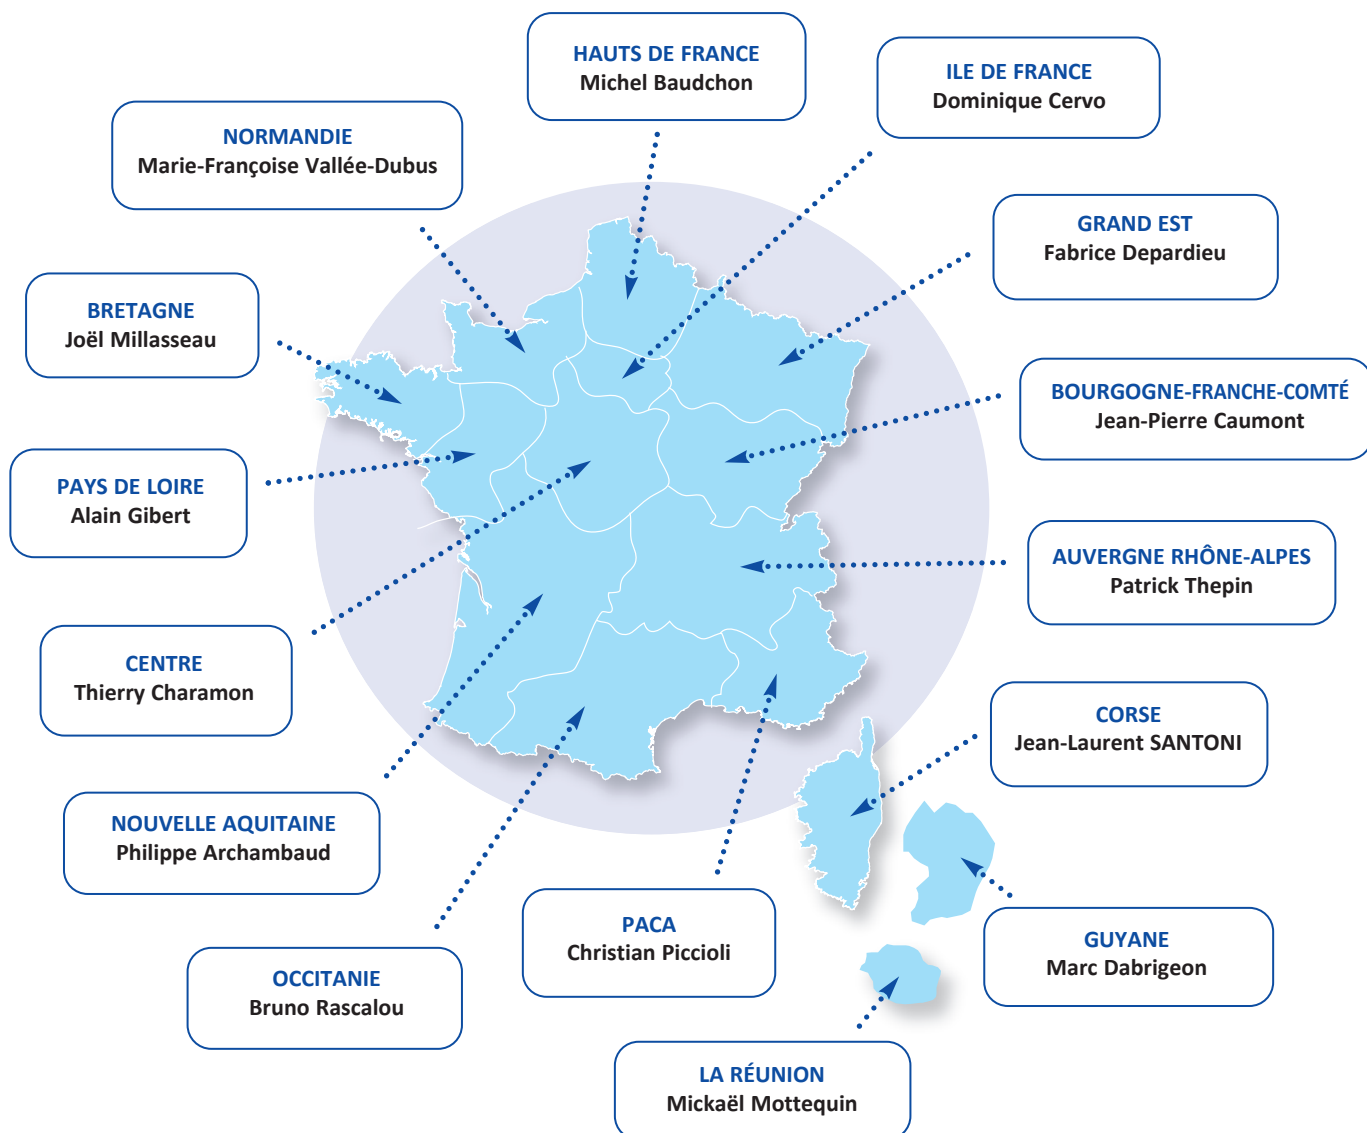 HAUTS DE FRANCE
Michel Baudchon
ILE DE FRANCE
Dominique Cervo
NORMANDIE
Marie-Françoise Vallée-Dubus
GRAND EST
Fabrice Depardieu
BRETAGNE
Joël Millasseau
BOURGOGNE-FRANCHE-COMTÉ
Jean-Pierre Caumont
PAYS DE LOIRE
Alain Gibert
AUVERGNE RHÔNE-ALPES
Patrick Thepin
CENTRE
Thierry Charamon
CORSE
Jean-Laurent SANTONI
NOUVELLE AQUITAINE
Philippe Archambaud
PACA
Christian Piccioli
GUYANE
Marc Dabrigeon
OCCITANIE
Bruno Rascalou
LA RÉUNION
Mickaël Mottequin